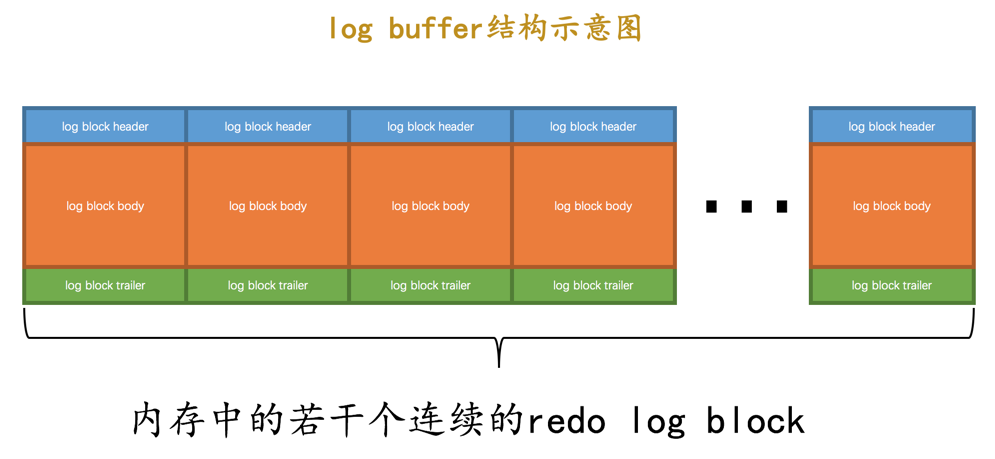 log buffer结构示意图
log block header log block header log block header log block header log block header
log block body log block body log block body log block body log block body
log block trailer log block trailer log block trailer log block trailer log block trailer
内存中的若干个连续的redo log block